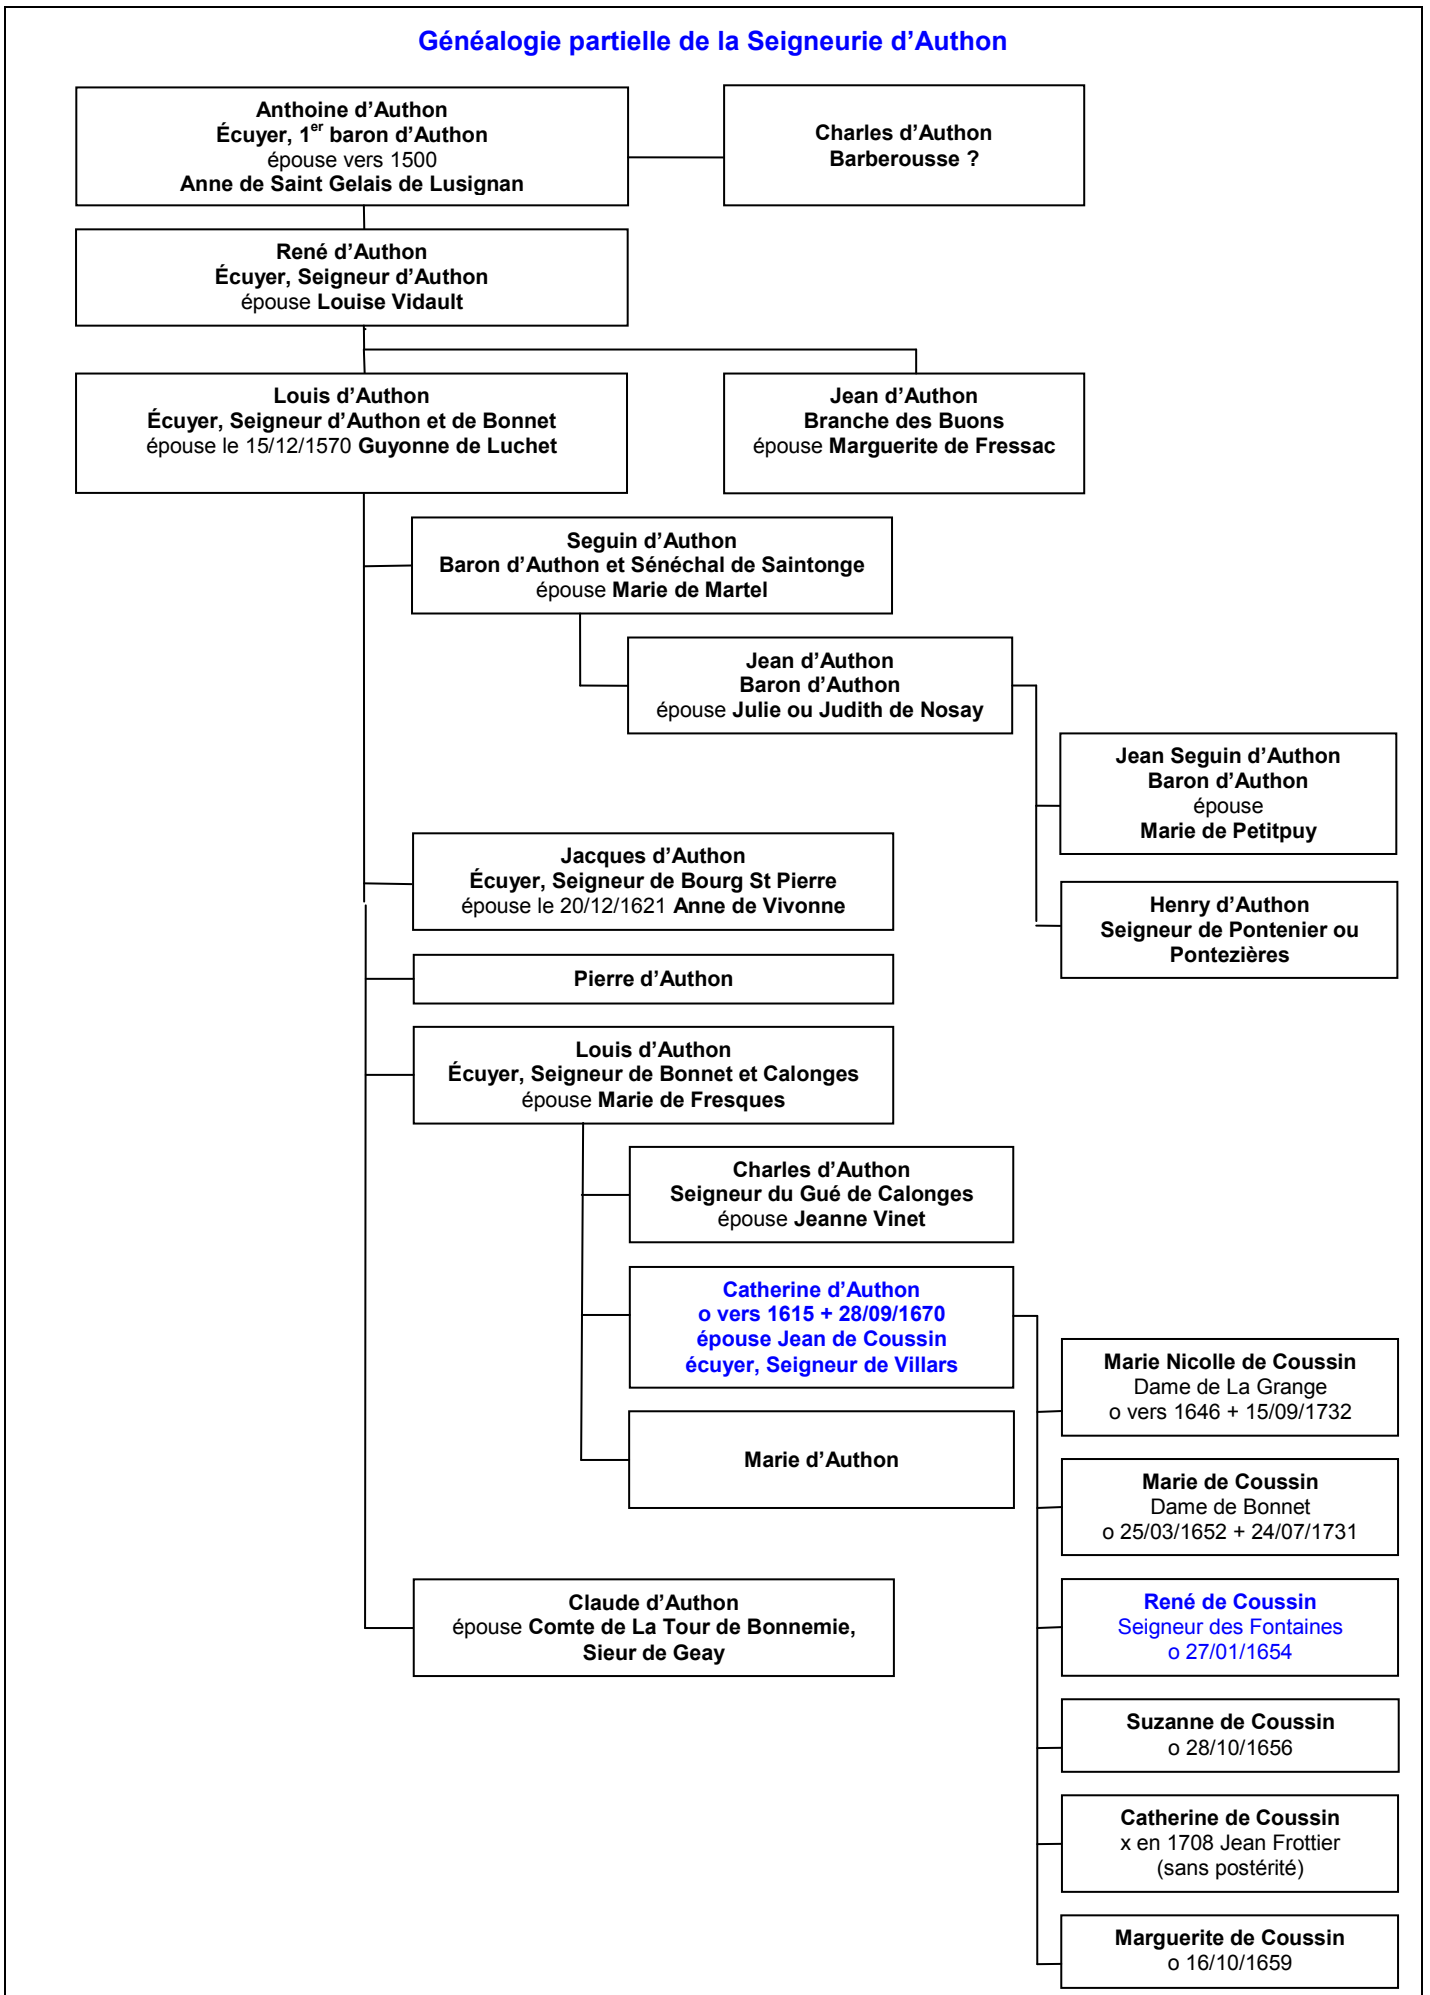 Généalogie partielle de la Seigneurie d’Authon
Anthoine d’Authon
Écuyer, 1er baron d’Authon
épouse vers 1500
Anne de Saint Gelais de Lusignan
Charles d’Authon
Barberousse ?
René d’Authon
Écuyer, Seigneur d’Authon
épouse Louise Vidault
Louis d’Authon
Écuyer, Seigneur d’Authon et de Bonnet
épouse le 15/12/1570 Guyonne de Luchet
Jean d’Authon
Branche des Buons
épouse Marguerite de Fressac
Seguin d’Authon
Baron d’Authon et Sénéchal de Saintonge
épouse Marie de Martel
Jean d’Authon
Baron d’Authon
épouse Julie ou Judith de Nosay
Jean Seguin d’Authon
Baron d’Authon
épouse
Marie de Petitpuy
Jacques d’Authon
Écuyer, Seigneur de Bourg St Pierre
épouse le 20/12/1621 Anne de Vivonne
Henry d’Authon
Seigneur de Pontenier ou
Pontezières
Pierre d’Authon
Louis d’Authon
Écuyer, Seigneur de Bonnet et Calonges
épouse Marie de Fresques
Charles d’Authon
Seigneur du Gué de Calonges
épouse Jeanne Vinet
Catherine d’Authon
o vers 1615 + 28/09/1670
épouse Jean de Coussin
écuyer, Seigneur de Villars
Marie Nicolle de Coussin
Dame de La Grange
o vers 1646 + 15/09/1732
Marie d’Authon
Marie de Coussin
Dame de Bonnet
o 25/03/1652 + 24/07/1731
Claude d’Authon
épouse Comte de La Tour de Bonnemie,
Sieur de Geay
René de Coussin
Seigneur des Fontaines
o 27/01/1654
Suzanne de Coussin
o 28/10/1656
Catherine de Coussin
x en 1708 Jean Frottier
(sans postérité)
Marguerite de Coussin
o 16/10/1659